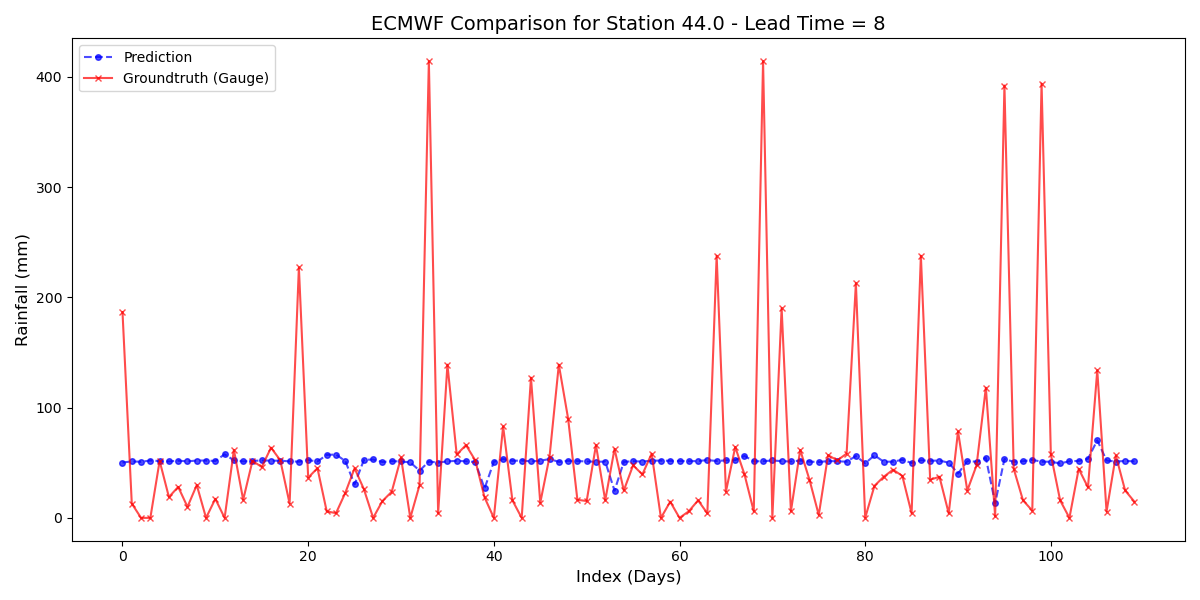 ECMWF Comparison for Station 44.0 - Lead Time = 8
Prediction
Groundtruth (Gauge)
Rainfall (mm)
400
300
200
100
0
0 20 40 60 80 100
Index (Days)